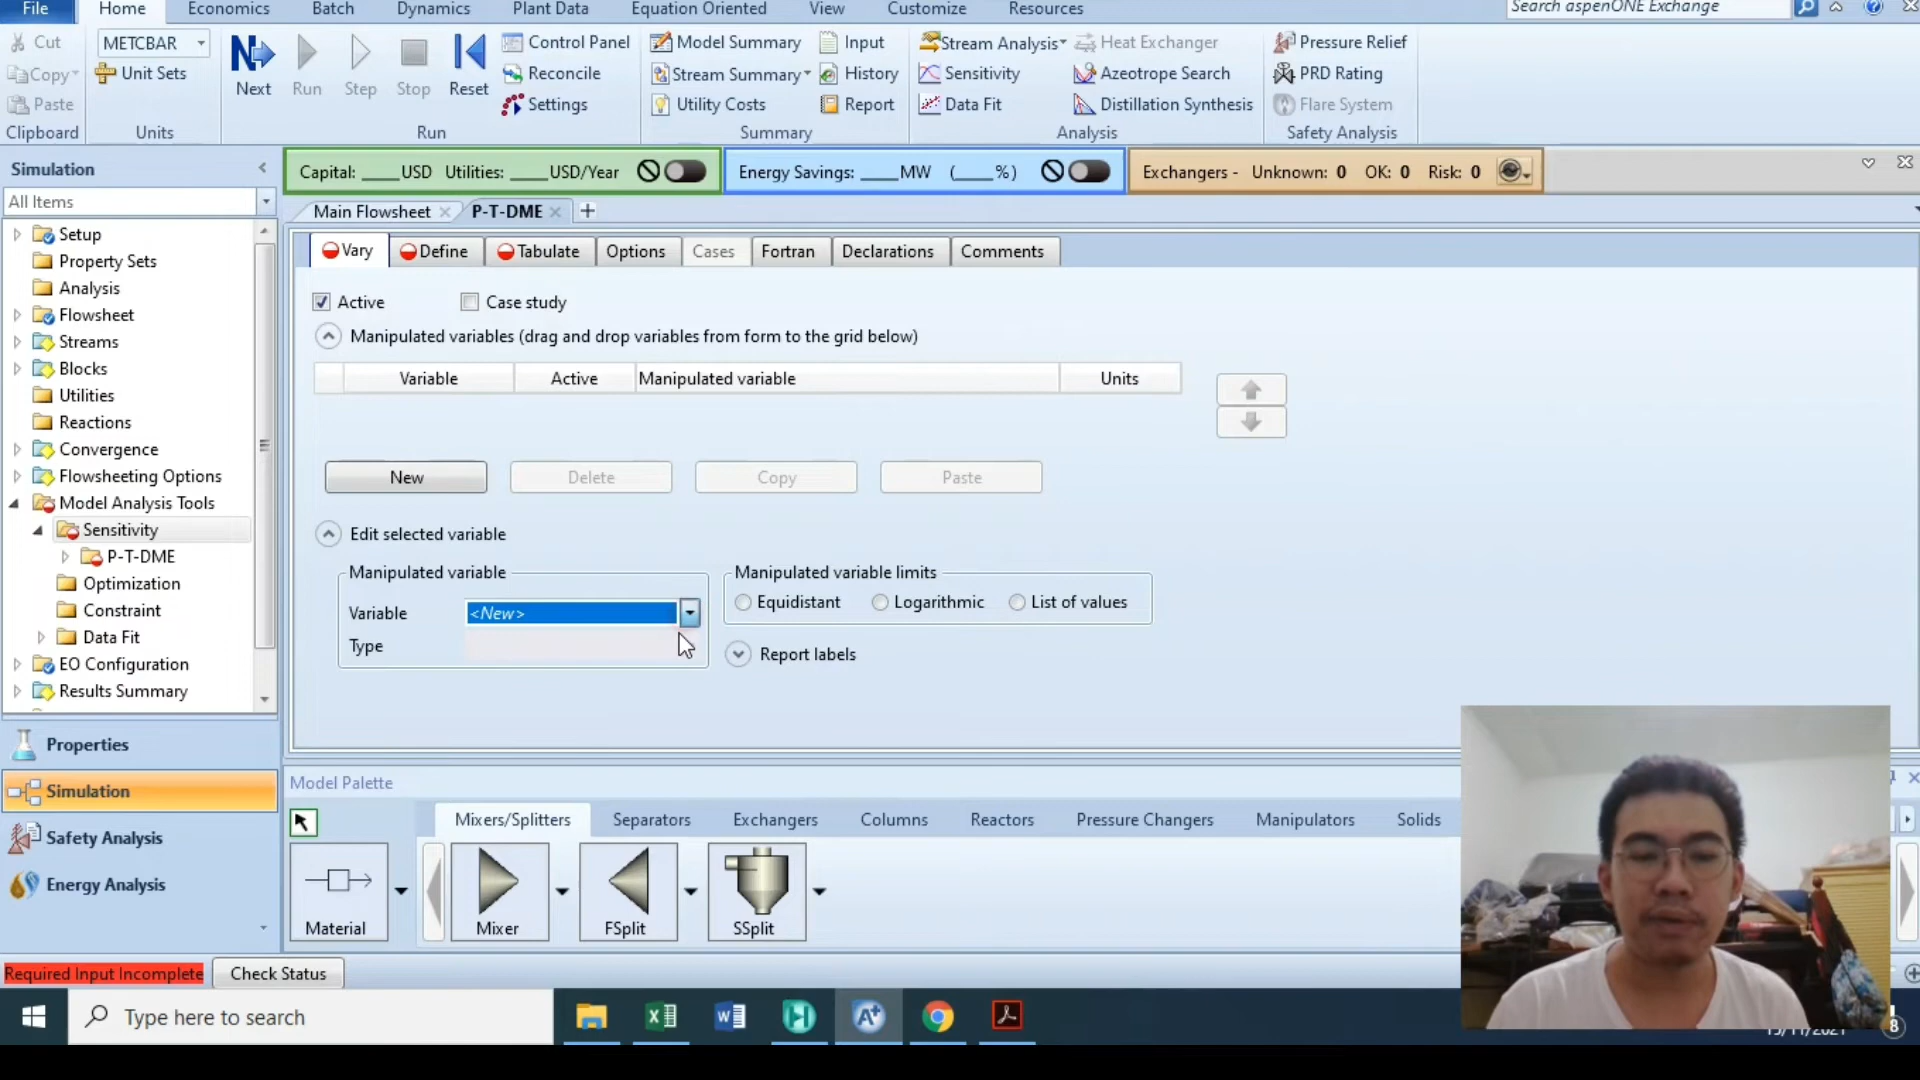 File Home Economics Batch Dynamics Plant Data Equation Oriented View Customize Resources Search aspenONE Exchange
Cut METCBAR Control Panel Model Summary Input Stream Analysis Heat Exchanger Pressure Relief
Copy Unit Sets Next Run Step Stop Reset Reconcile Stream Summary History Sensitivity Azeotrope Search PRD Rating
Paste Settings Utility Costs Report Data Fit Distillation Synthesis Flare System
Clipboard Units Run Summary Analysis Safety Analysis
Simulation Capital: ____USD Utilities: ____USD/Year Energy Savings: ____MW (____%) Exchangers - Unknown: 0 OK: 0 Risk: 0
All Items Main Flowsheet P-T-DME
Setup
Property Sets
Analysis
Flowsheet
Streams
Blocks
Utilities
Reactions
Convergence
Flowsheeting Options
Model Analysis Tools
Sensitivity
P-T-DME
Optimization
Constraint
Data Fit
EO Configuration
Results Summary
Properties
Simulation
Safety Analysis
Energy Analysis
Vary Define Tabulate Options Cases Fortran Declarations Comments
Active Case study
Manipulated variables (drag and drop variables from form to the grid below)
Variable Active Manipulated variable Units
New Delete Copy Paste
Edit selected variable
Manipulated variable Manipulated variable limits
Variable <New> Equidistant Logarithmic List of values
Type Report labels
Model Palette
Mixers/Splitters Separators Exchangers Columns Reactors Pressure Changers Manipulators Solids
Material Mixer FSplit SSplit
Required Input Incomplete Check Status
Type here to search
8